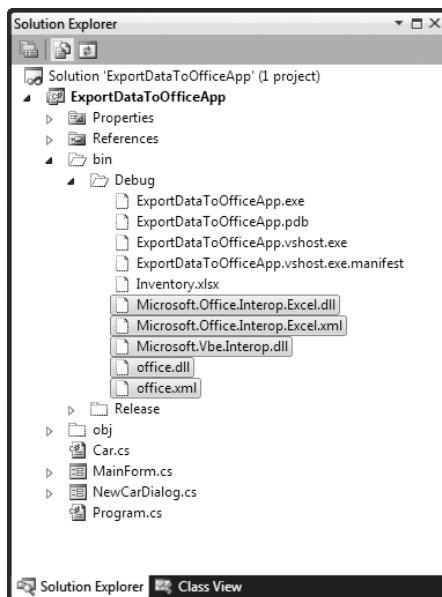 Solution Explorer
Solution 'ExportDataToOfficeApp' (1 project)
ExportDataToOfficeApp
Properties
References
bin
Debug
ExportDataToOfficeApp.exe
ExportDataToOfficeApp.pdb
ExportDataToOfficeApp.vshost.exe
ExportDataToOfficeApp.vshost.exe.manifest
Inventory.xlsx
Microsoft.Office.Interop.Excel.dll
Microsoft.Office.Interop.Excel.xml
Microsoft.Vbe.Interop.dll
office.dll
office.xml
Release
obj
Car.cs
MainForm.cs
NewCarDialog.cs
Program.cs
Solution Explorer Class View